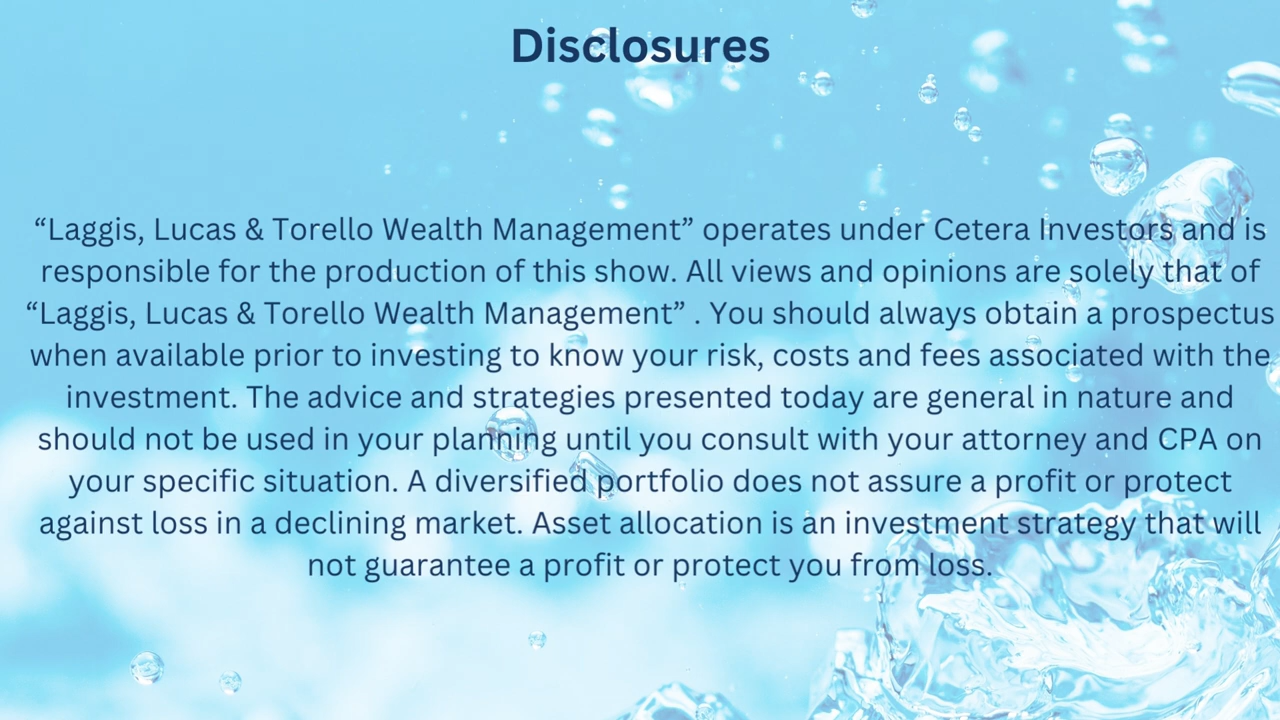 Disclosures
“Laggis, Lucas & Torello Wealth Management” operates under Cetera Investors and is
responsible for the production of this show. All views and opinions are solely that of
“Laggis, Lucas & Torello Wealth Management” . You should always obtain a prospectus
when available prior to investing to know your risk, costs and fees associated with the
investment. The advice and strategies presented today are general in nature and
should not be used in your planning until you consult with your attorney and CPA on
your specific situation. A diversified portfolio does not assure a profit or protect
against loss in a declining market. Asset allocation is an investment strategy that will
not guarantee a profit or protect you from loss.